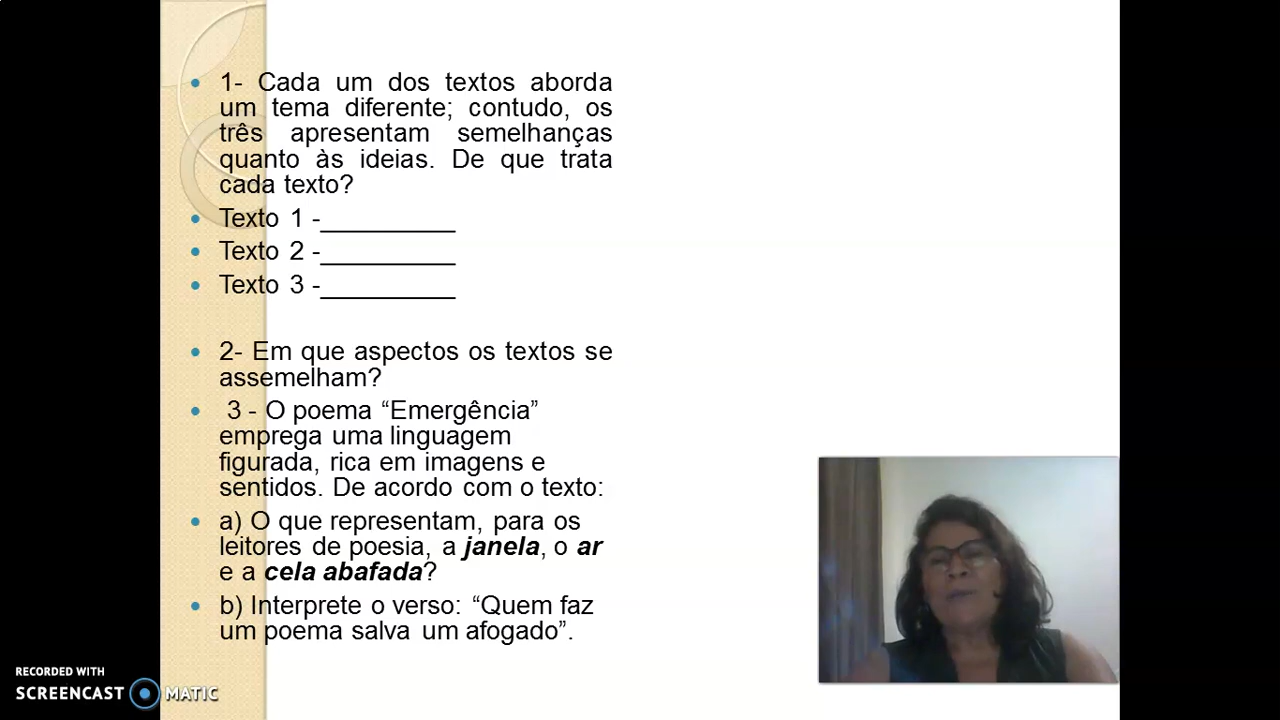 1- Cada um dos textos aborda
um tema diferente; contudo, os
três apresentam semelhanças
quanto às ideias. De que trata
cada texto?
Texto 1 -__________
Texto 2 -__________
Texto 3 -__________
2- Em que aspectos os textos se
assemelham?
3 - O poema “Emergência”
emprega uma linguagem
figurada, rica em imagens e
sentidos. De acordo com o texto:
a) O que representam, para os
leitores de poesia, a janela, o ar
e a cela abafada?
b) Interprete o verso: “Quem faz
um poema salva um afogado”.
RECORDED WITH
SCREENCAST MATIC